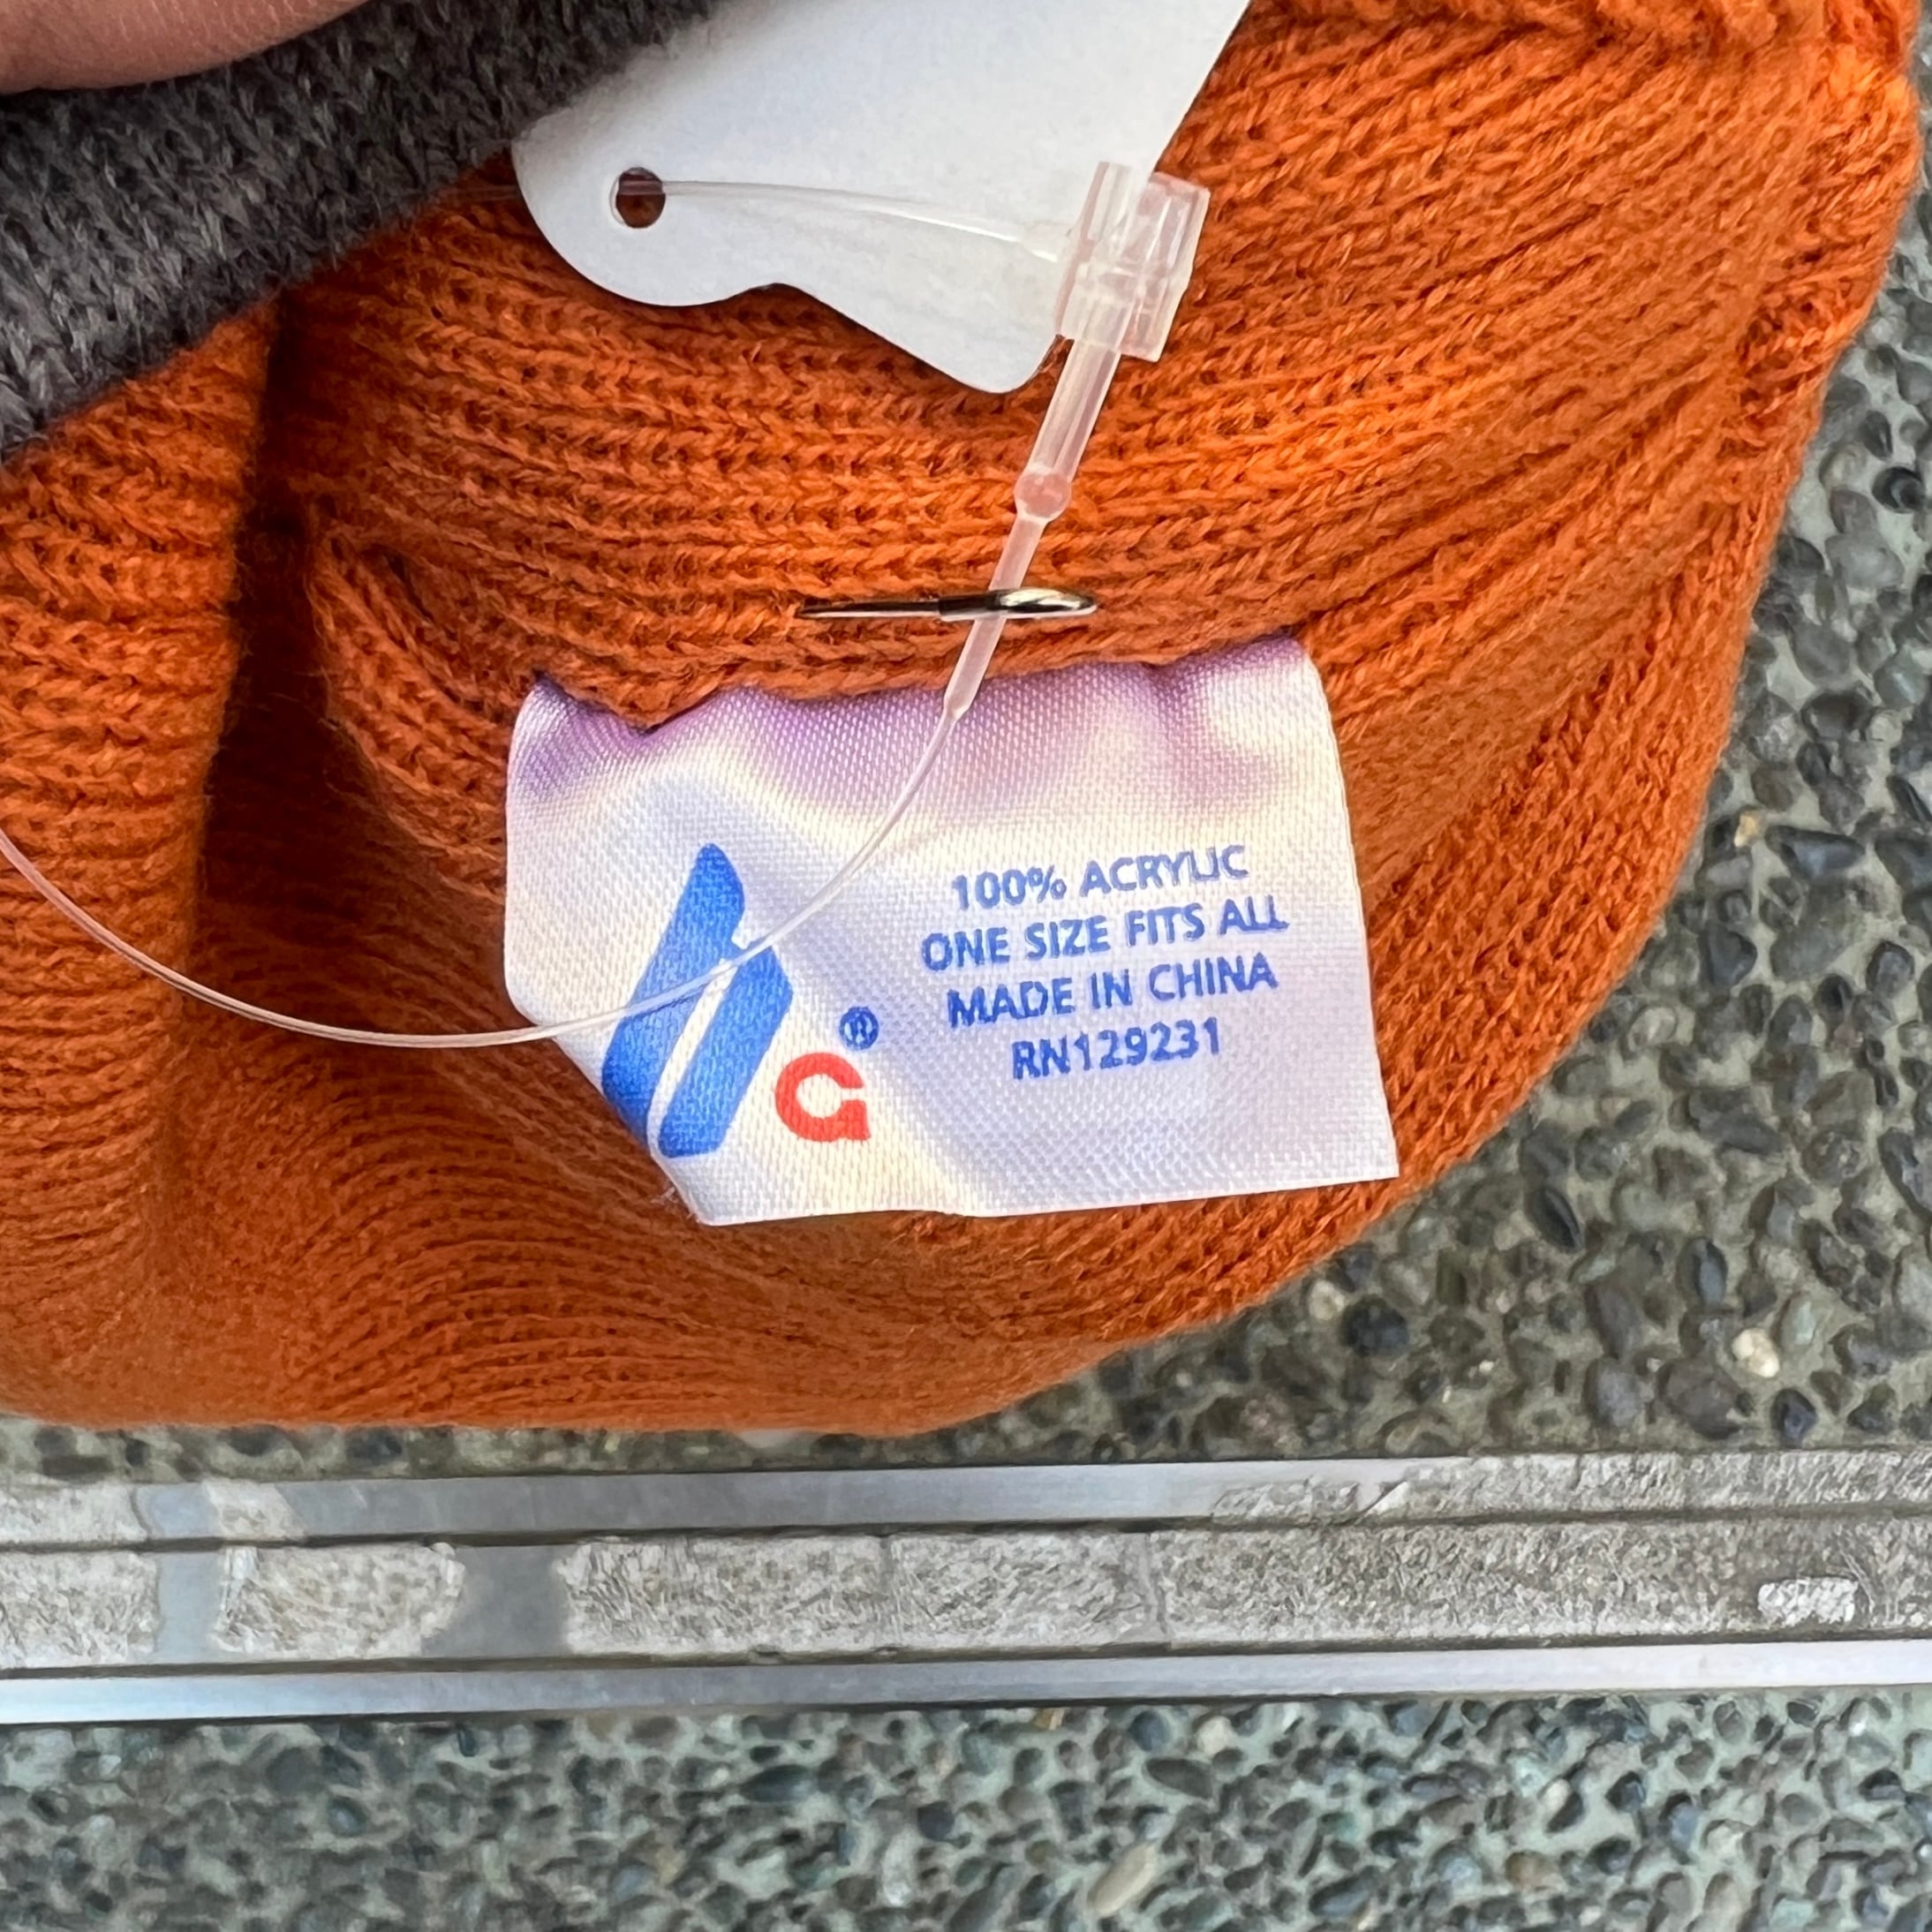 100% ACRYLIC
ONE SIZE FITS ALL
MADE IN CHINA
RN129231
G®